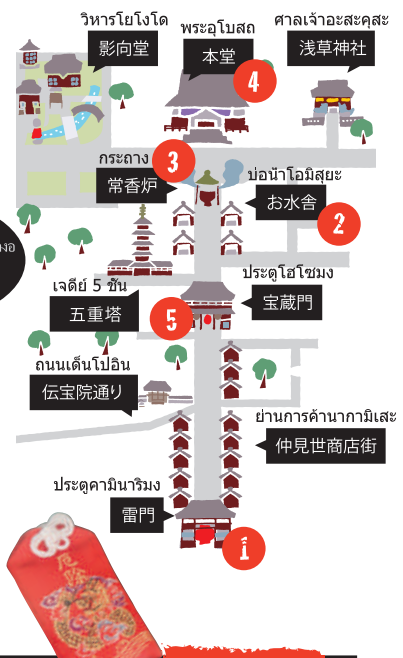 วิหารโยโงโด
影向堂
พระอุโบสถ
本堂
4
ศาลเจ้าอะสะคุสะ
浅草神社
กระถาง
常香炉
3
บ่อน้ำโอมิสุยะ
お水舎
2
เจดีย์ 5 ชั้น
五重塔
5
ประตูโฮโซมง
宝蔵門
ถนนเด็นโปอิน
伝宝院通り
ย่านการค้านากามิเสะ
仲見世商店街
ประตูคามินาริมง
雷門
1
厄除